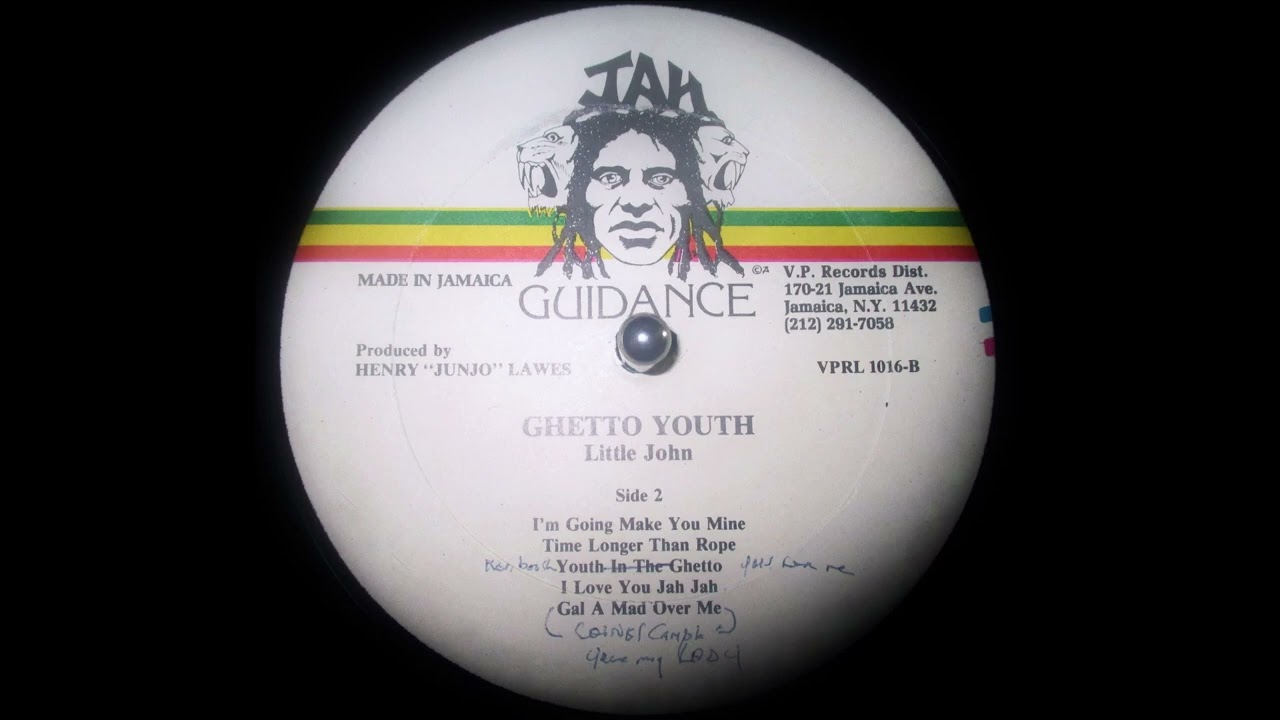 JAH
GUIDANCE
©A
MADE IN JAMAICA
V.P. Records Dist.
170-21 Jamaica Ave.
Jamaica, N.Y. 11432
(212) 291-7058
Produced by
HENRY "JUNJO" LAWES
VPRL 1016-B
GHETTO YOUTH
Little John
Side 2
I'm Going Make You Mine
Time Longer Than Rope
Youth In The Ghetto
I Love You Jah Jah
(Gal A Mad Over Me)
my LADY